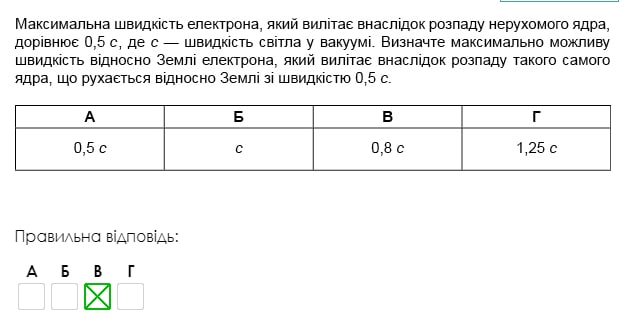 Максимальна швидкість електрона, який вилітає внаслідок розпаду нерухомого ядра,
дорівнює 0,5 с, де с — швидкість світла у вакуумі. Визначте максимально можливу
швидкість відносно Землі електрона, який вилітає внаслідок розпаду такого самого
ядра, що рухається відносно Землі зі швидкістю 0,5 с.
А Б В Г
0,5 с с 0,8 с 1,25 с
Правильна відповідь:
А Б В Г